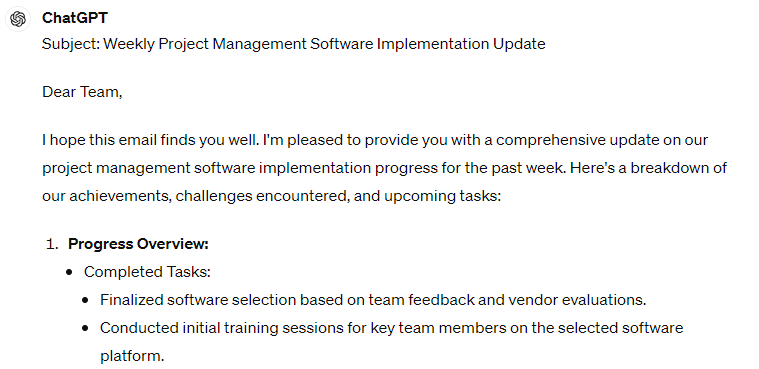 ChatGPT
Subject: Weekly Project Management Software Implementation Update
Dear Team,
I hope this email finds you well. I'm pleased to provide you with a comprehensive update on our
project management software implementation progress for the past week. Here's a breakdown of
our achievements, challenges encountered, and upcoming tasks:
1. Progress Overview:
• Completed Tasks:
• Finalized software selection based on team feedback and vendor evaluations.
• Conducted initial training sessions for key team members on the selected software
platform.